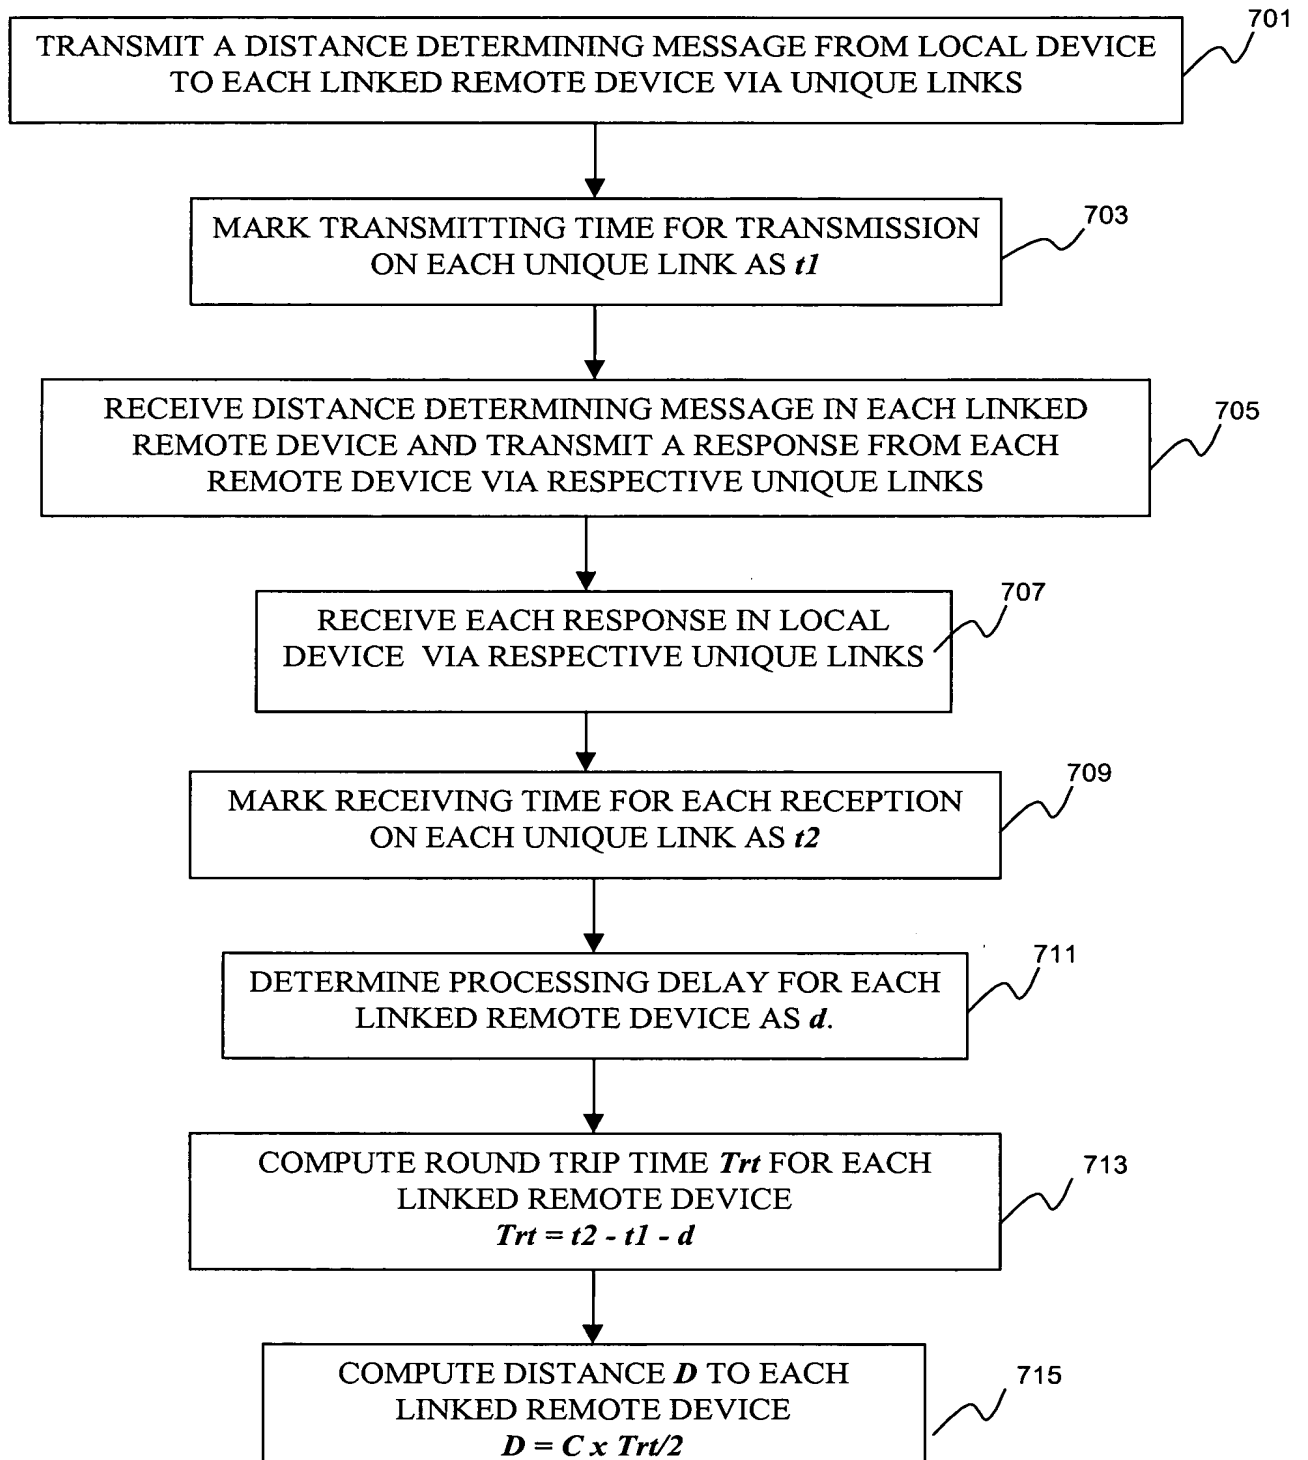 701
TRANSMIT A DISTANCE DETERMINING MESSAGE FROM LOCAL DEVICE
TO EACH LINKED REMOTE DEVICE VIA UNIQUE LINKS
703
MARK TRANSMITTING TIME FOR TRANSMISSION
ON EACH UNIQUE LINK AS t1
705
RECEIVE DISTANCE DETERMINING MESSAGE IN EACH LINKED
REMOTE DEVICE AND TRANSMIT A RESPONSE FROM EACH
REMOTE DEVICE VIA RESPECTIVE UNIQUE LINKS
707
RECEIVE EACH RESPONSE IN LOCAL
DEVICE VIA RESPECTIVE UNIQUE LINKS
709
MARK RECEIVING TIME FOR EACH RECEPTION
ON EACH UNIQUE LINK AS t2
711
DETERMINE PROCESSING DELAY FOR EACH
LINKED REMOTE DEVICE AS d.
713
COMPUTE ROUND TRIP TIME Trt FOR EACH
LINKED REMOTE DEVICE
Trt = t2 - t1 - d
715
COMPUTE DISTANCE D TO EACH
LINKED REMOTE DEVICE
D = C x Trt/2